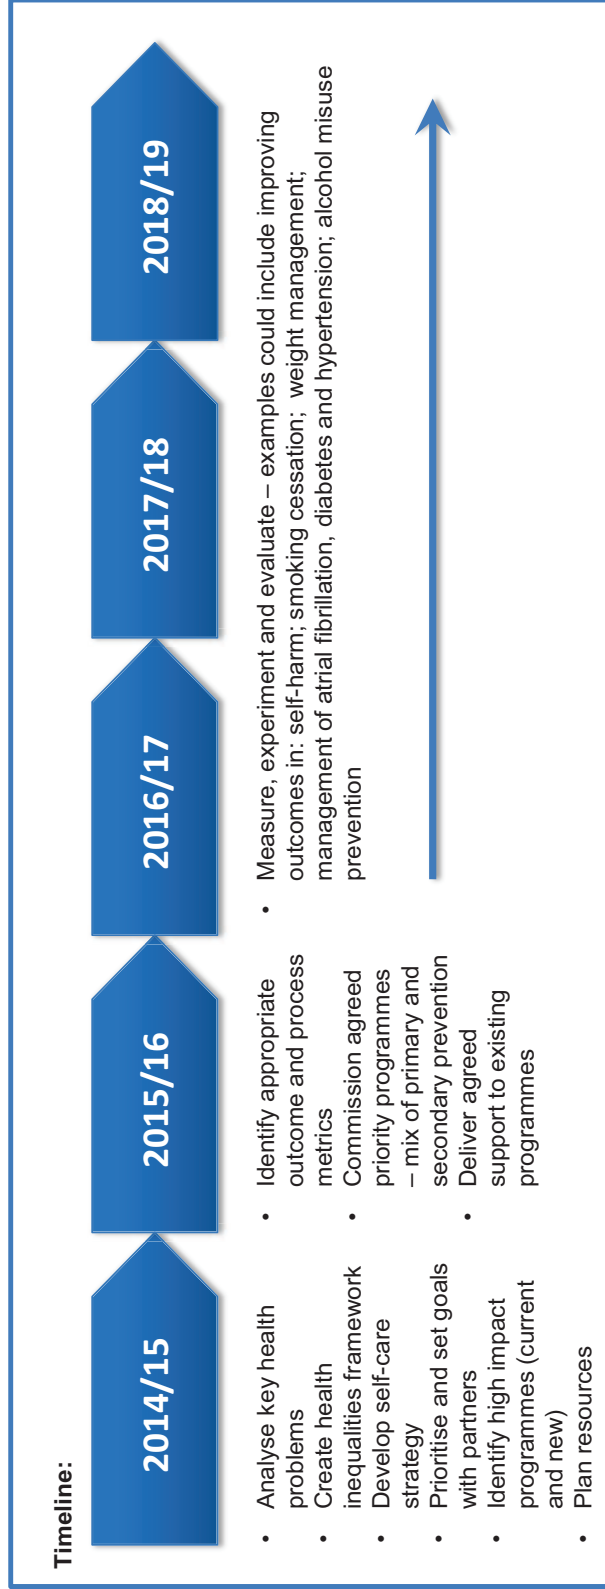 Timeline:
2014/15
2015/16
2016/17
2017/18
2018/19
• Analyse key health
problems
• Create health
inequalities framework
• Develop self-care
strategy
• Prioritise and set goals
with partners
• Identify high impact
programmes (current
and new)
• Plan resources
• Identify appropriate
outcome and process
metrics
• Commission agreed
priority programmes
– mix of primary and
secondary prevention
• Deliver agreed
support to existing
programmes
• Measure, experiment and evaluate – examples could include improving
outcomes in: self-harm; smoking cessation; weight management;
management of atrial fibrillation, diabetes and hypertension; alcohol misuse
prevention